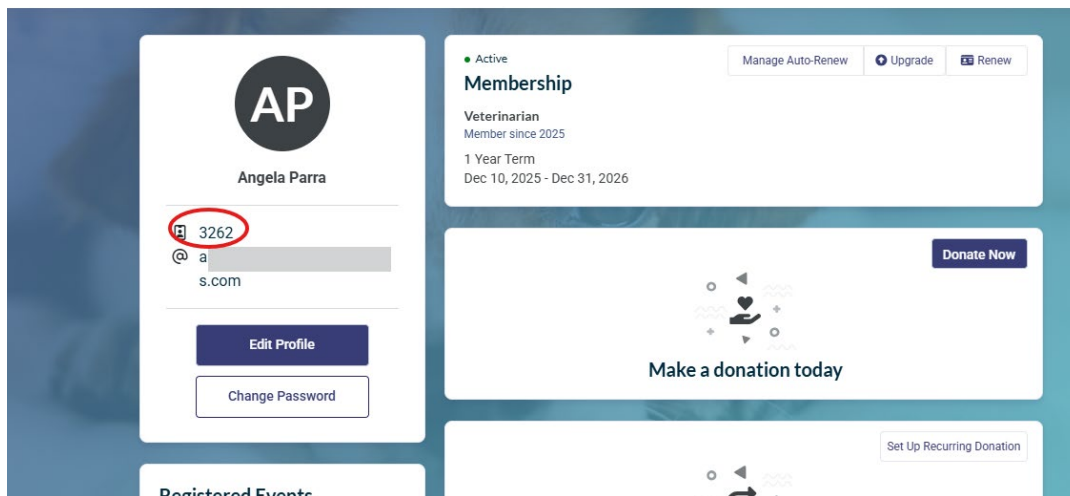 AP
Angela Parra
3262
@ a
s.com
Edit Profile
Change Password
Active
Membership
Manage Auto-Renew
Upgrade
Renew
Veterinarian
Member since 2025
1 Year Term
Dec 10, 2025 - Dec 31, 2026
Donate Now
Make a donation today
Set Up Recurring Donation
Registered Events